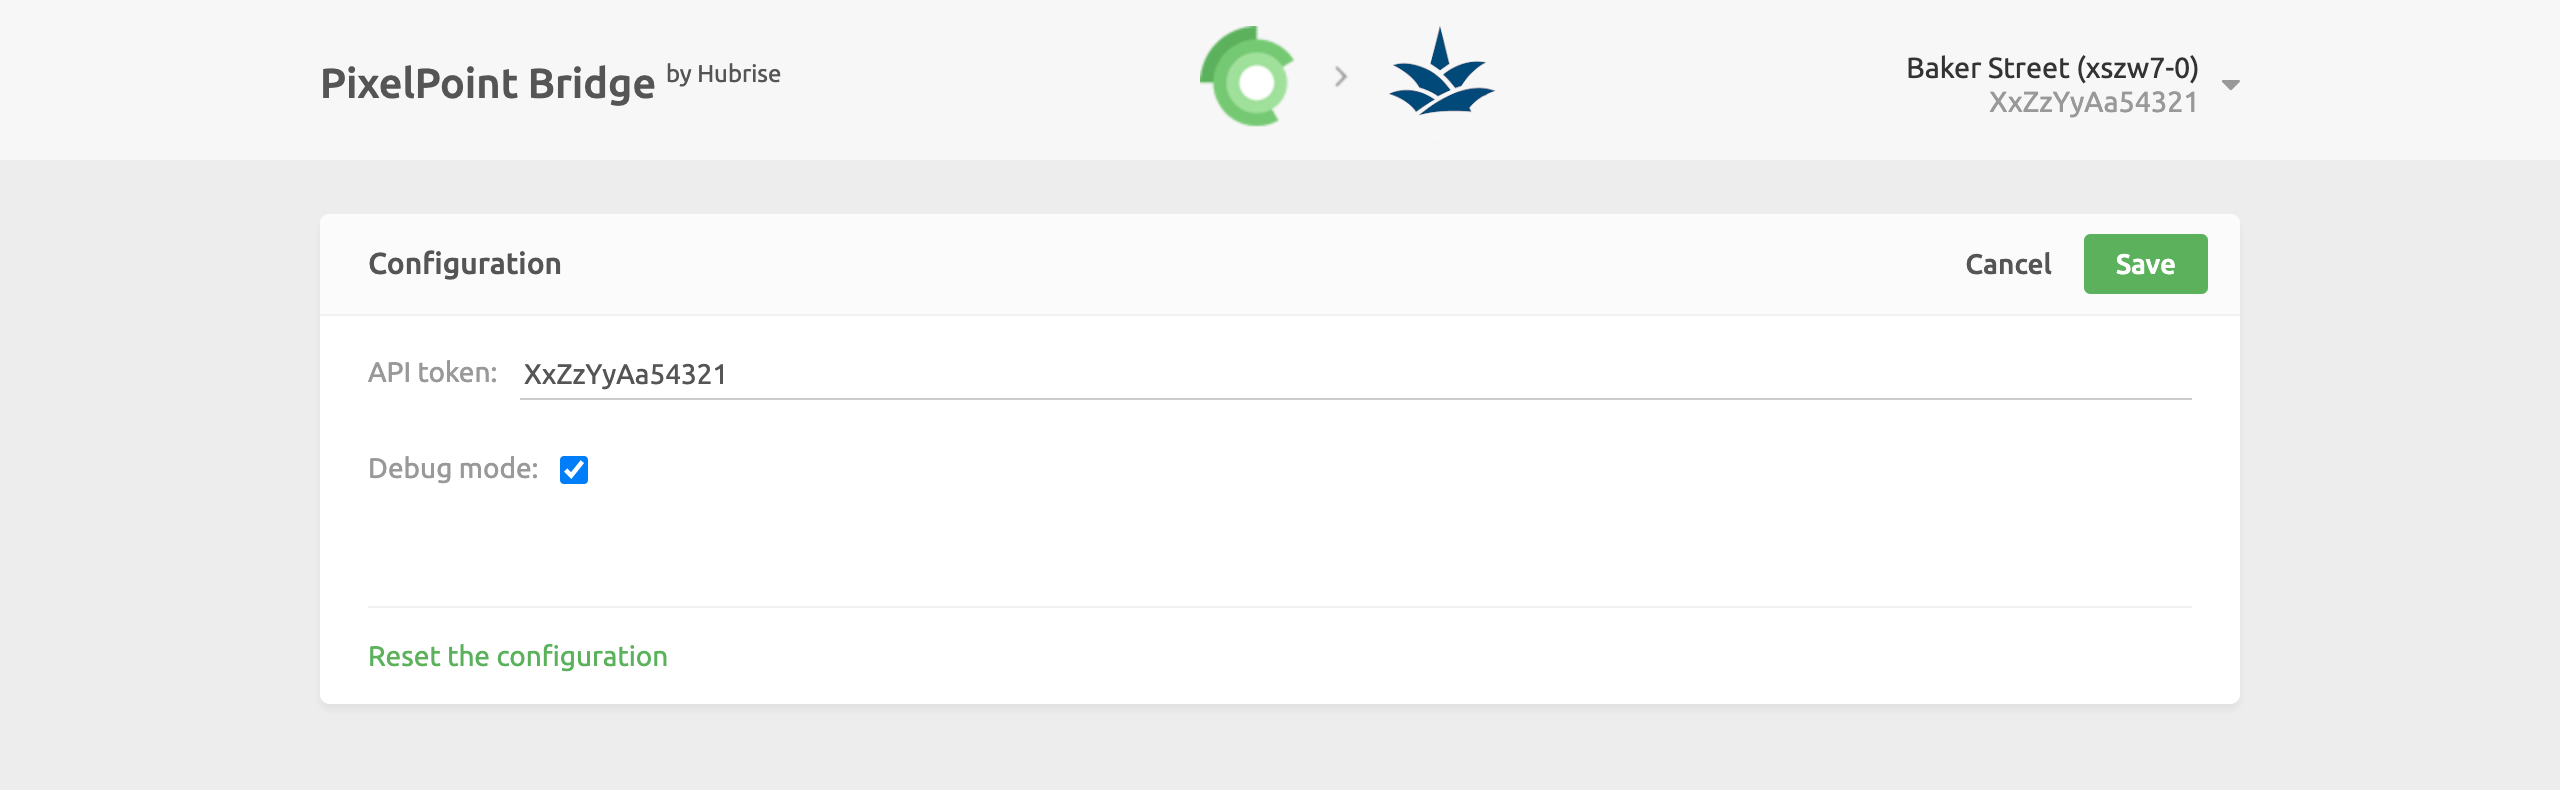 PixelPoint Bridge by Hubrise
Baker Street (xszw7-0)
XxZzYyAa54321
Configuration
Cancel
Save
API token: XxZzYyAa54321
Debug mode:
Reset the configuration